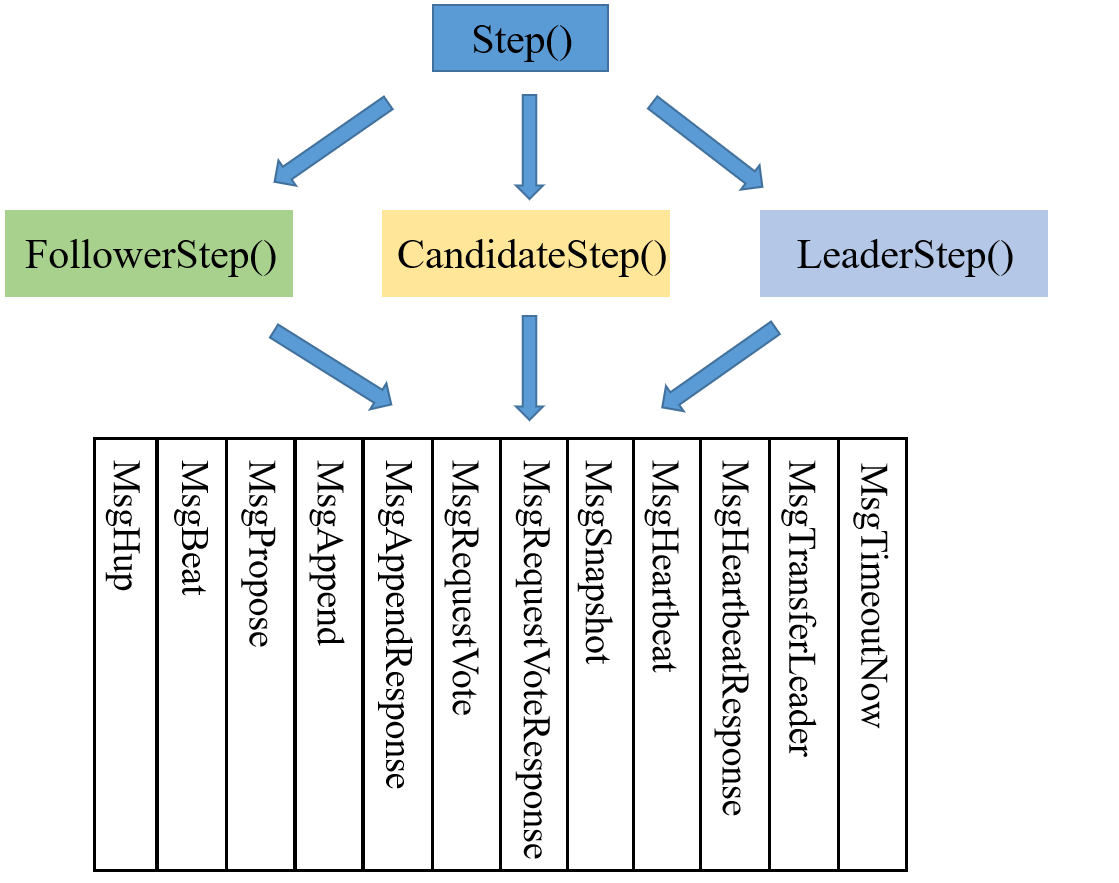 Step()
FollowerStep()
CandidateStep()
LeaderStep()
MsgHup
MsgBeat
MsgPropose
MsgAppend
MsgAppendResponse
MsgRequestVote
MsgRequestVoteResponse
MsgSnapshot
MsgHeartbeat
MsgHeartbeatResponse
MsgTransferLeader
MsgTimeoutNow